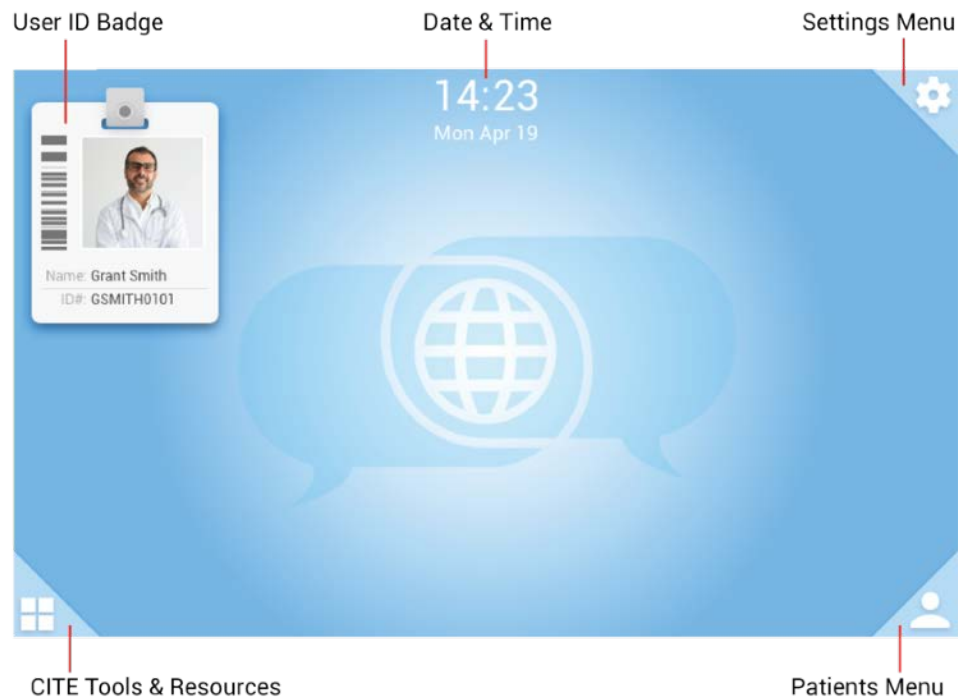 User ID Badge
Date & Time
Settings Menu
14:23
Mon Apr 19
Name: Grant Smith
ID#: GSMITH0101
CITE Tools & Resources
Patients Menu